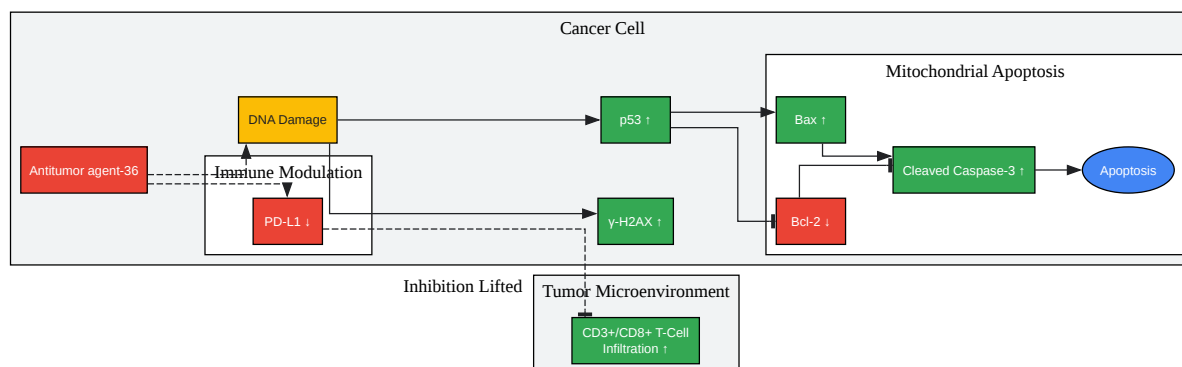 Cancer Cell
Mitochondrial Apoptosis
DNA Damage
p53 ↑
Bax ↑
Antitumor agent-36
Immune Modulation
Cleaved Caspase-3 ↑
Apoptosis
PD-L1 ↓
γ-H2AX ↑
Bcl-2 ↓
Inhibition Lifted
Tumor Microenvironment
CD3+/CD8+ T-Cell
Infiltration ↑